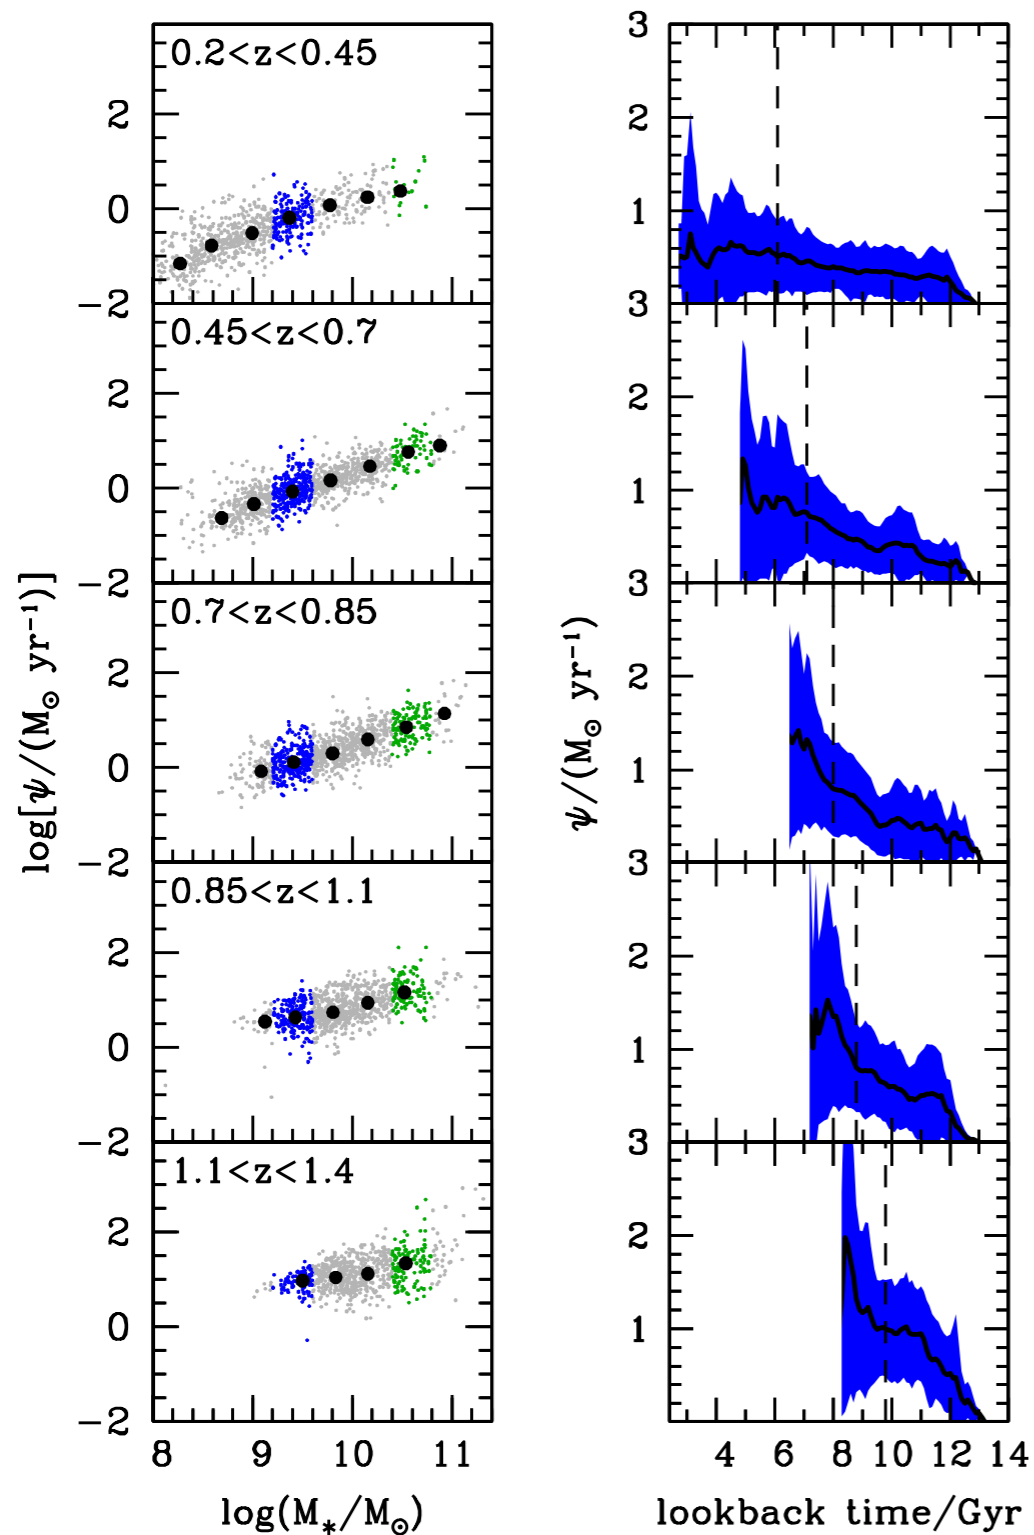 0.2<z<0.45
2
0
−2
3
2
1
0.45<z<0.7
2
0
−2
3
2
1
0.7<z<0.85
2
0
−2
3
2
1
0.85<z<1.1
2
0
−2
3
2
1
1.1<z<1.4
2
0
−2
3
2
1
8 9 10 11
4 6 8 10 12 14
log(M*/M⊙)
lookback time/Gyr
log[ψ/(M⊙ yr⁻¹)]
ψ/(M⊙ yr⁻¹)